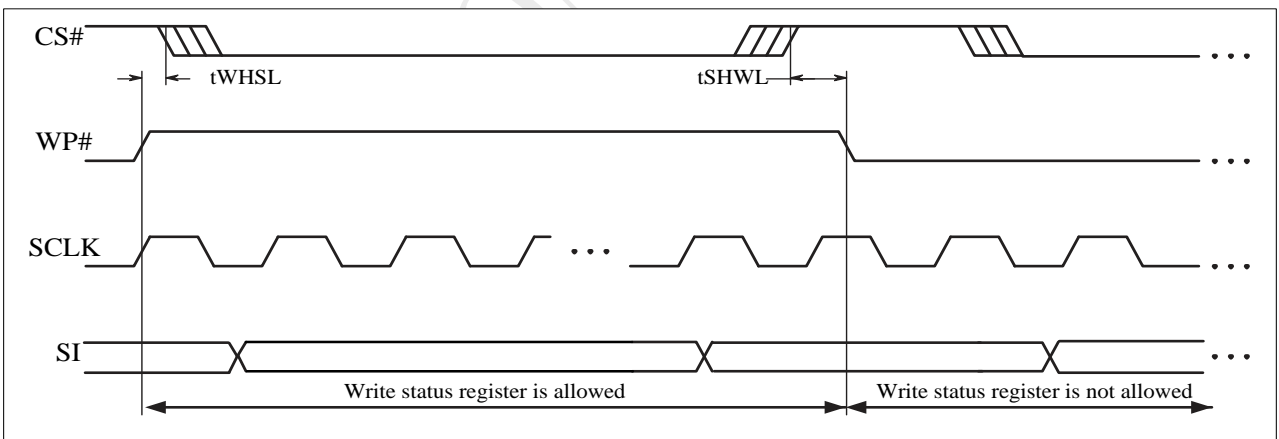 CS#
tWHSL
tSHWL
WP#
SCLK
SI
Write status register is allowed
Write status register is not allowed